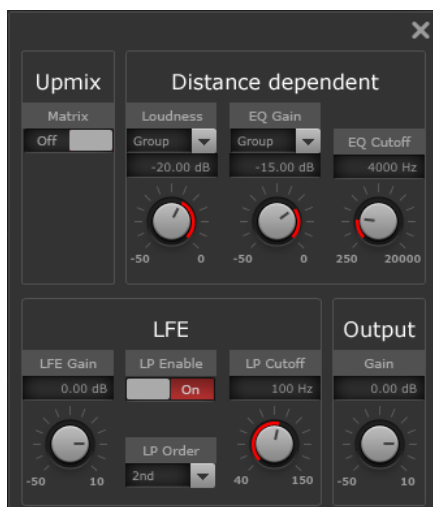 Upmix
Distance dependent
Matrix
Loudness
EQ Gain
Off
Group
Group
EQ Cutoff
-20.00 dB
-15.00 dB
4000 Hz
-50 0
-50 0
250 20000
LFE
Output
LFE Gain
LP Enable
LP Cutoff
Gain
0.00 dB
On
100 Hz
0.00 dB
LP Order
2nd
-50 10
40 150
-50 10